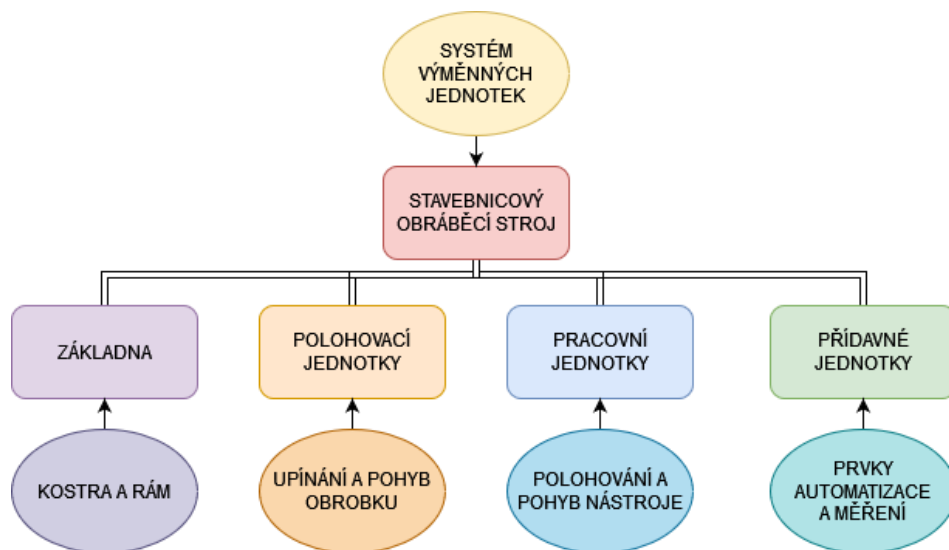 SYSTÉM
VÝMĚNNÝCH
JEDNOTEK
STAVEBNICOVÝ
OBRÁBĚCÍ STROJ
ZÁKLADNA
POLOHOVACÍ
JEDNOTKY
PRACOVNÍ
JEDNOTKY
PŘÍDAVNÉ
JEDNOTKY
KOSTRA A RÁM
UPÍNÁNÍ A POHYB
OBROBKU
POLOHOVÁNÍ A
POHYB NÁSTROJE
PRVKY
AUTOMATIZACE
A MĚŘENÍ